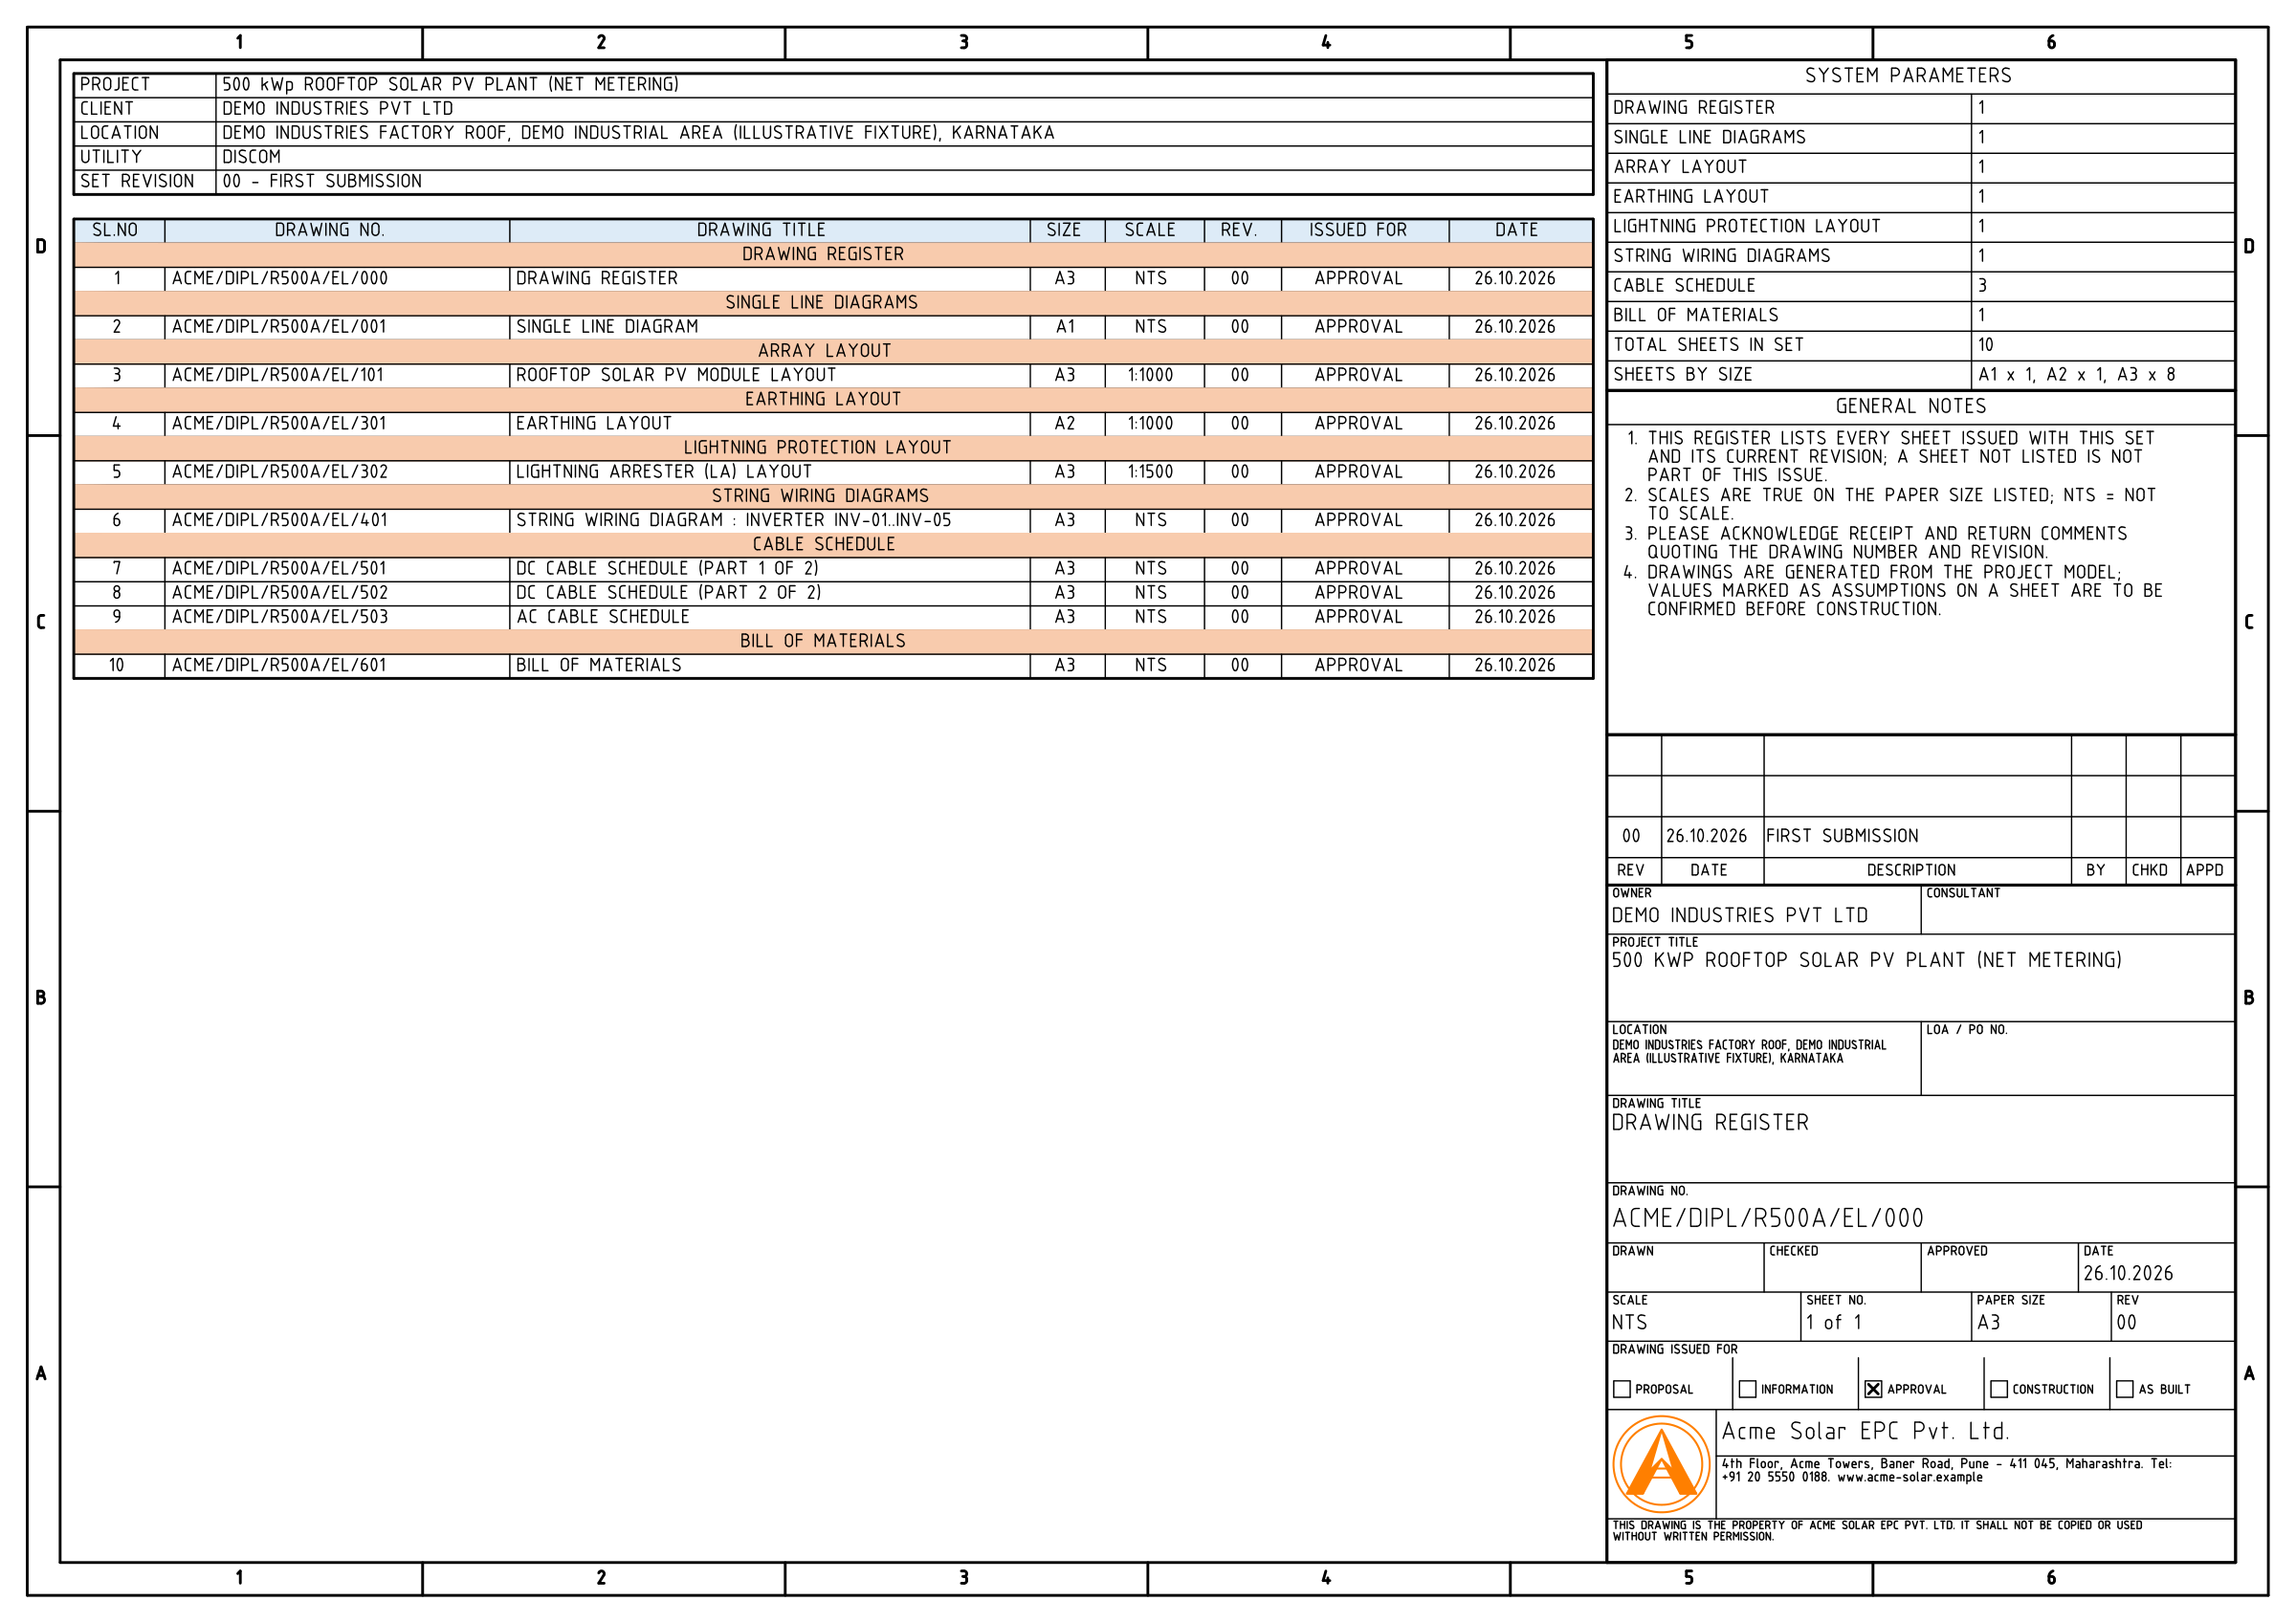 1 2 3 4 5 6
PROJECT 500 kWp ROOFTOP SOLAR PV PLANT (NET METERING)
CLIENT DEMO INDUSTRIES PVT LTD
LOCATION DEMO INDUSTRIES FACTORY ROOF, DEMO INDUSTRIAL AREA (ILLUSTRATIVE FIXTURE), KARNATAKA
UTILITY DISCOM
SET REVISION 00 - FIRST SUBMISSION
SL.NO DRAWING NO. DRAWING TITLE SIZE SCALE REV. ISSUED FOR DATE
DRAWING REGISTER
1 ACME/DIPL/R500A/EL/000 DRAWING REGISTER A3 NTS 00 APPROVAL 26.10.2026
SINGLE LINE DIAGRAMS
2 ACME/DIPL/R500A/EL/001 SINGLE LINE DIAGRAM A1 NTS 00 APPROVAL 26.10.2026
ARRAY LAYOUT
3 ACME/DIPL/R500A/EL/101 ROOFTOP SOLAR PV MODULE LAYOUT A3 1:1000 00 APPROVAL 26.10.2026
EARTHING LAYOUT
4 ACME/DIPL/R500A/EL/301 EARTHING LAYOUT A2 1:1000 00 APPROVAL 26.10.2026
LIGHTNING PROTECTION LAYOUT
5 ACME/DIPL/R500A/EL/302 LIGHTNING ARRESTER (LA) LAYOUT A3 1:1500 00 APPROVAL 26.10.2026
STRING WIRING DIAGRAMS
6 ACME/DIPL/R500A/EL/401 STRING WIRING DIAGRAM : INVERTER INV-01..INV-05 A3 NTS 00 APPROVAL 26.10.2026
CABLE SCHEDULE
7 ACME/DIPL/R500A/EL/501 DC CABLE SCHEDULE (PART 1 OF 2) A3 NTS 00 APPROVAL 26.10.2026
8 ACME/DIPL/R500A/EL/502 DC CABLE SCHEDULE (PART 2 OF 2) A3 NTS 00 APPROVAL 26.10.2026
9 ACME/DIPL/R500A/EL/503 AC CABLE SCHEDULE A3 NTS 00 APPROVAL 26.10.2026
BILL OF MATERIALS
10 ACME/DIPL/R500A/EL/601 BILL OF MATERIALS A3 NTS 00 APPROVAL 26.10.2026
SYSTEM PARAMETERS
DRAWING REGISTER 1
SINGLE LINE DIAGRAMS 1
ARRAY LAYOUT 1
EARTHING LAYOUT 1
LIGHTNING PROTECTION LAYOUT 1
STRING WIRING DIAGRAMS 1
CABLE SCHEDULE 3
BILL OF MATERIALS 1
TOTAL SHEETS IN SET 10
SHEETS BY SIZE A1 x 1, A2 x 1, A3 x 8
GENERAL NOTES
1. THIS REGISTER LISTS EVERY SHEET ISSUED WITH THIS SET
AND ITS CURRENT REVISION; A SHEET NOT LISTED IS NOT
PART OF THIS ISSUE.
2. SCALES ARE TRUE ON THE PAPER SIZE LISTED; NTS = NOT
TO SCALE.
3. PLEASE ACKNOWLEDGE RECEIPT AND RETURN COMMENTS
QUOTING THE DRAWING NUMBER AND REVISION.
4. DRAWINGS ARE GENERATED FROM THE PROJECT MODEL;
VALUES MARKED AS ASSUMPTIONS ON A SHEET ARE TO BE
CONFIRMED BEFORE CONSTRUCTION.
00 26.10.2026 FIRST SUBMISSION
REV DATE DESCRIPTION BY CHKD APPD
OWNER CONSULTANT
DEMO INDUSTRIES PVT LTD
PROJECT TITLE
500 KWP ROOFTOP SOLAR PV PLANT (NET METERING)
LOCATION LOA / PO NO.
DEMO INDUSTRIES FACTORY ROOF, DEMO INDUSTRIAL
AREA (ILLUSTRATIVE FIXTURE), KARNATAKA
DRAWING TITLE
DRAWING REGISTER
DRAWING NO.
ACME/DIPL/R500A/EL/000
DRAWN CHECKED APPROVED DATE
26.10.2026
SCALE SHEET NO. PAPER SIZE REV
NTS 1 of 1 A3 00
DRAWING ISSUED FOR
PROPOSAL INFORMATION APPROVAL CONSTRUCTION AS BUILT
Acme Solar EPC Pvt. Ltd.
4th Floor, Acme Towers, Baner Road, Pune - 411 045, Maharashtra. Tel:
+91 20 5550 0188. www.acme-solar.example
THIS DRAWING IS THE PROPERTY OF ACME SOLAR EPC PVT. LTD. IT SHALL NOT BE COPIED OR USED
WITHOUT WRITTEN PERMISSION.
D D
C C
B B
A A
1 2 3 4 5 6